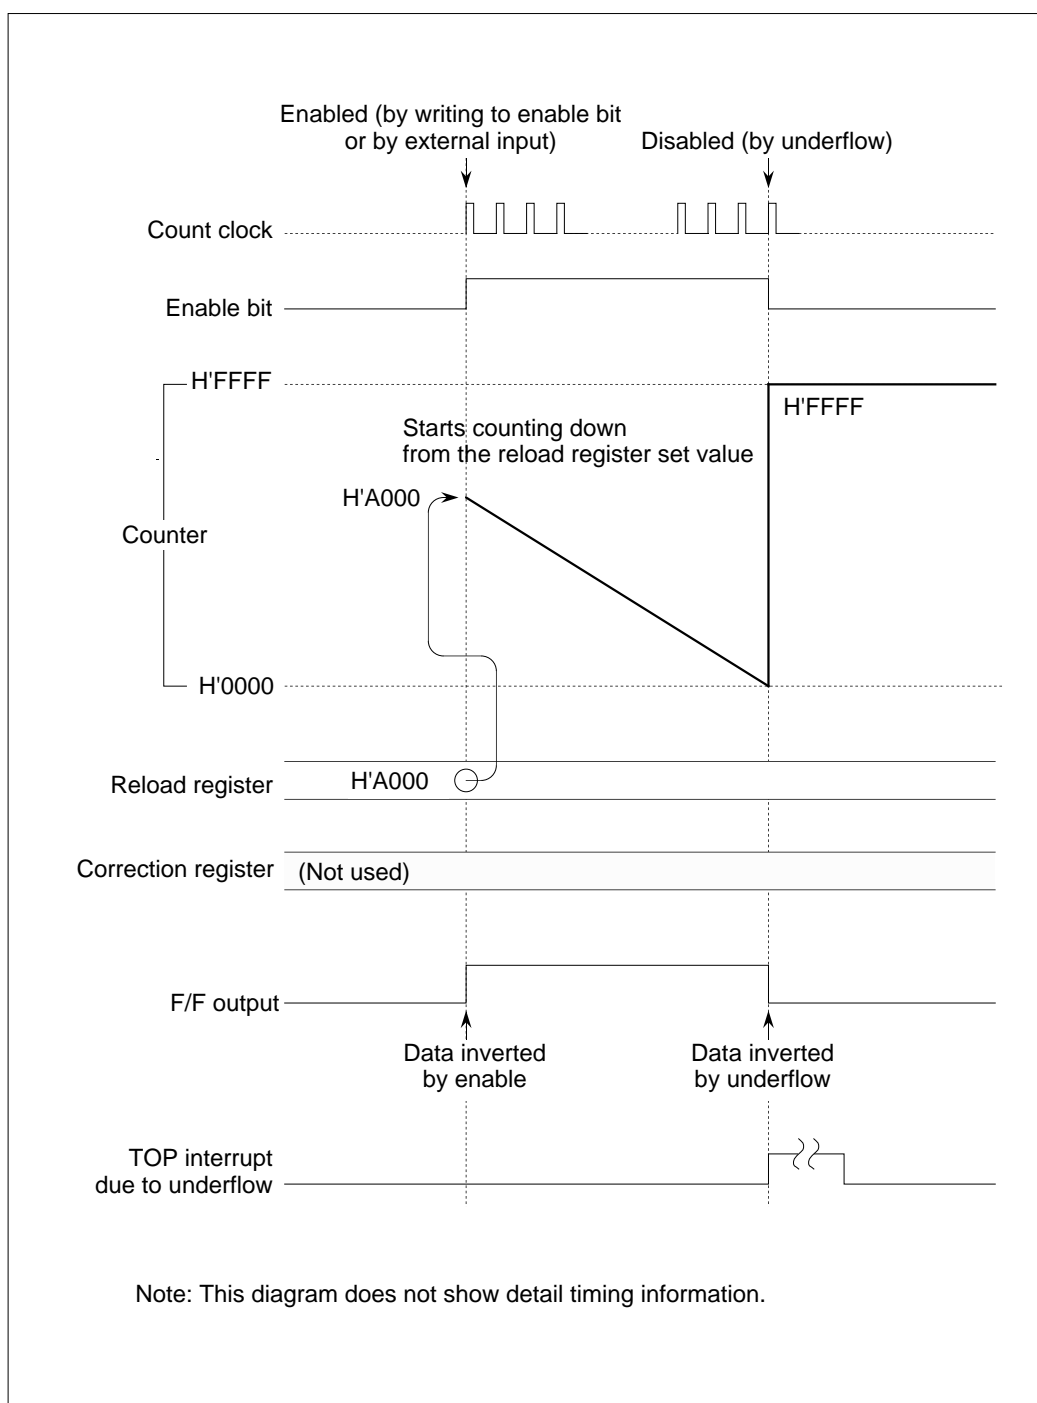 Enabled (by writing to enable bit
or by external input)
Disabled (by underflow)
Count clock
Enable bit
H'FFFF
H'FFFF
Starts counting down
from the reload register set value
H'A000
Counter
H'0000
Reload register
H'A000
Correction register
(Not used)
F/F output
Data inverted
by enable
Data inverted
by underflow
TOP interrupt
due to underflow
Note: This diagram does not show detail timing information.